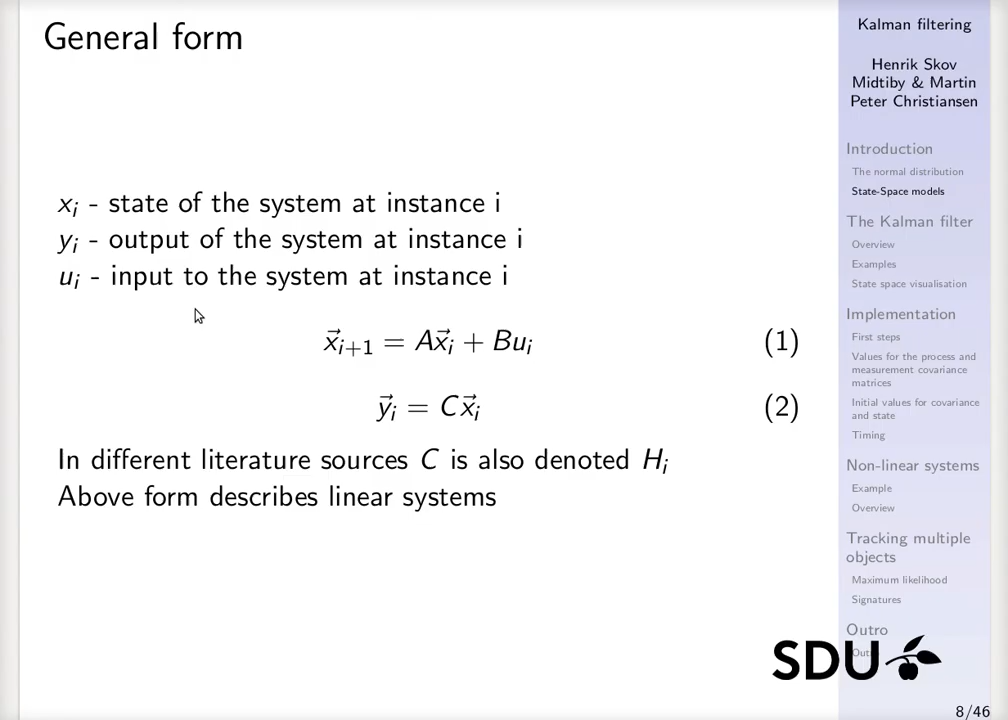 General form
x_i - state of the system at instance i
y_i - output of the system at instance i
u_i - input to the system at instance i
\vec{x}_{i+1} = A\vec{x}_i + Bu_i (1)
\vec{y}_i = C\vec{x}_i (2)
In different literature sources C is also denoted H_i
Above form describes linear systems
Kalman filtering
Henrik Skov
Midtiby & Martin
Peter Christiansen
Introduction
The normal distribution
State-Space models
The Kalman filter
Overview
Examples
State space visualisation
Implementation
First steps
Values for the process and
measurement covariance
matrices
Initial values for covariance
and state
Timing
Non-linear systems
Example
Overview
Tracking multiple
objects
Maximum likelihood
Signatures
Outro
SDU
8/46